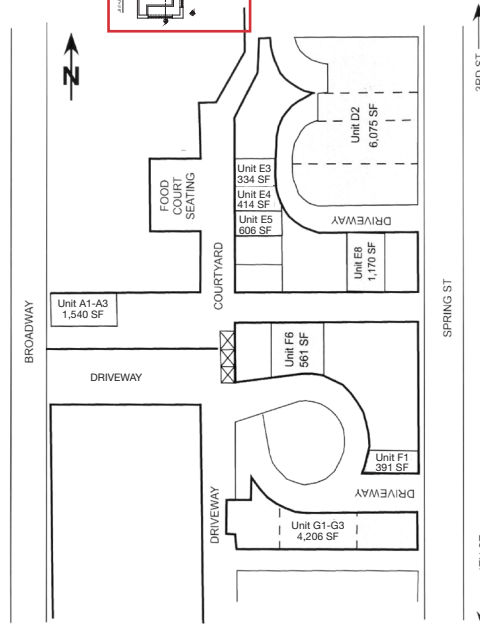 N
3RD ST
Unit D2
6,075 SF
Unit E3
334 SF
FOOD
COURT
SEATING
Unit E4
414 SF
Unit E5
606 SF
DRIVEWAY
COURTYARD
Unit E8
1,170 SF
Unit A1-A3
1,540 SF
BROADWAY
SPRING ST
Unit F6
561 SF
DRIVEWAY
Unit F1
391 SF
DRIVEWAY
DRIVEWAY
Unit G1-G3
4,206 SF